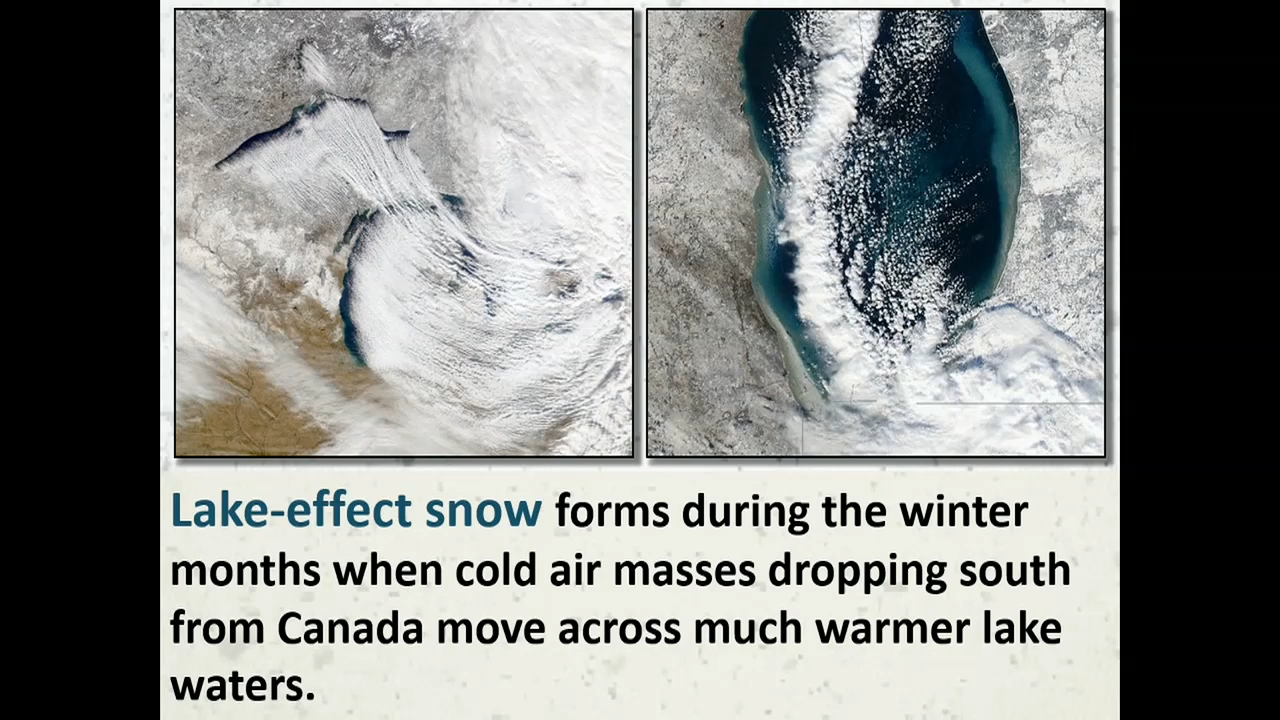 Lake-effect snow forms during the winter
months when cold air masses dropping south
from Canada move across much warmer lake
waters.